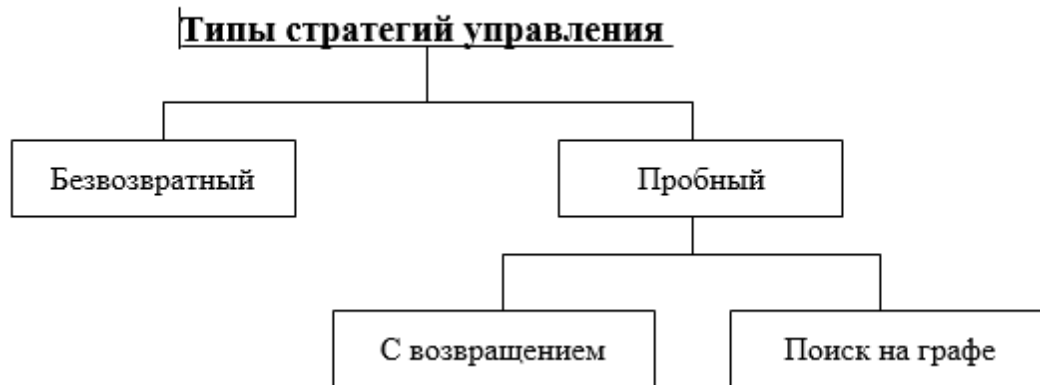 Типы стратегий управления
Безвозвратный
Пробный
С возвращением
Поиск на графе